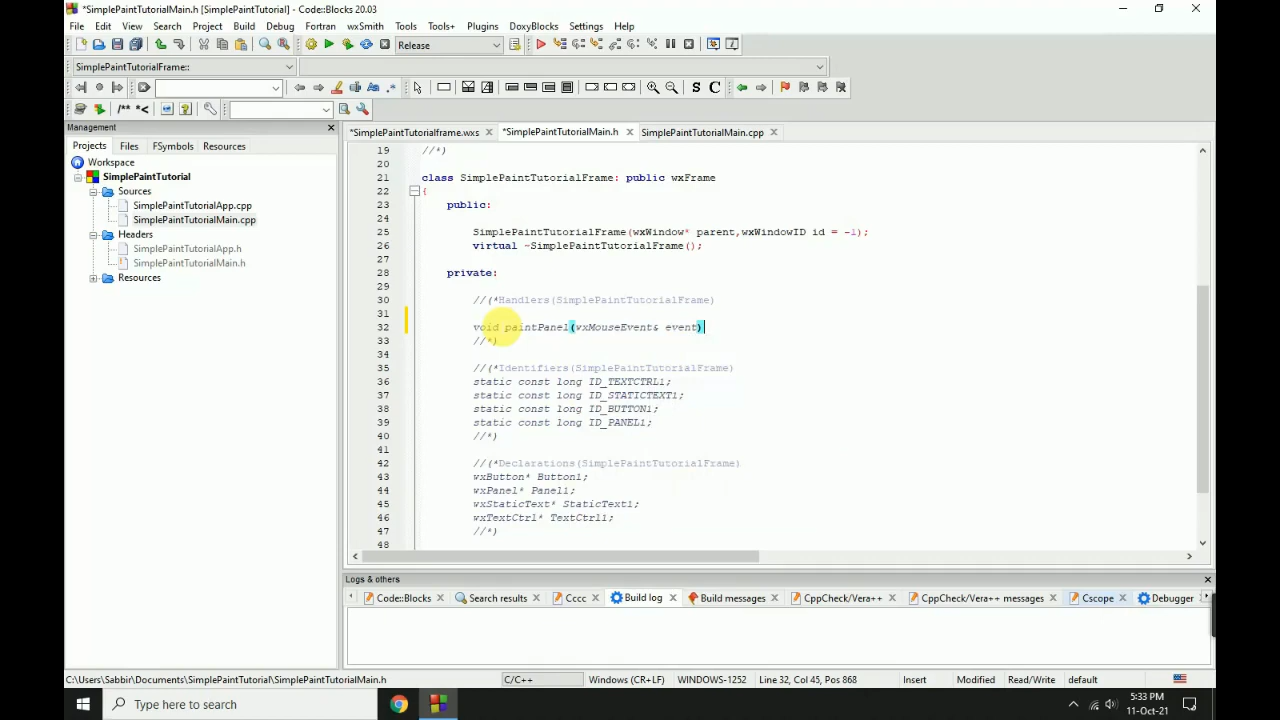 *SimplePaintTutorialMain.h [SimplePaintTutorial] - Code::Blocks 20.03
File Edit View Search Project Build Debug Fortran wxSmith Tools Tools+ Plugins DoxyBlocks Settings Help
Release
SimplePaintTutorialFrame::
/** *<
S C
Management
Projects Files FSymbols Resources
Workspace
SimplePaintTutorial
Sources
SimplePaintTutorialApp.cpp
SimplePaintTutorialMain.cpp
Headers
SimplePaintTutorialApp.h
SimplePaintTutorialMain.h
Resources
*SimplePaintTutorialframe.wxs *SimplePaintTutorialMain.h SimplePaintTutorialMain.cpp
19 //*)
20
21 class SimplePaintTutorialFrame: public wxFrame
22 {
23 public:
24
25 SimplePaintTutorialFrame(wxWindow* parent,wxWindowID id = -1);
26 virtual ~SimplePaintTutorialFrame();
27
28 private:
29
30 //(*Handlers(SimplePaintTutorialFrame)
31
32 void paintPanel(wxMouseEvent& event)
33 //*)
34
35 //(*Identifiers(SimplePaintTutorialFrame)
36 static const long ID_TEXTCTRL1;
37 static const long ID_STATICTEXT1;
38 static const long ID_BUTTON1;
39 static const long ID_PANEL1;
40 //*)
41
42 //(*Declarations(SimplePaintTutorialFrame)
43 wxButton* Button1;
44 wxPanel* Panel1;
45 wxStaticText* StaticText1;
46 wxTextCtrl* TextCtrl1;
47 //*)
48
Logs & others
Code::Blocks Search results Cccc Build log Build messages CppCheck/Vera++ CppCheck/Vera++ messages Cscope Debugger
C:\Users\Sabbir\Documents\SimplePaintTutorial\SimplePaintTutorialMain.h C/C++ Windows (CR+LF) WINDOWS-1252 Line 32, Col 45, Pos 868 Insert Modified Read/Write default
Type here to search
5:33 PM
11-Oct-21